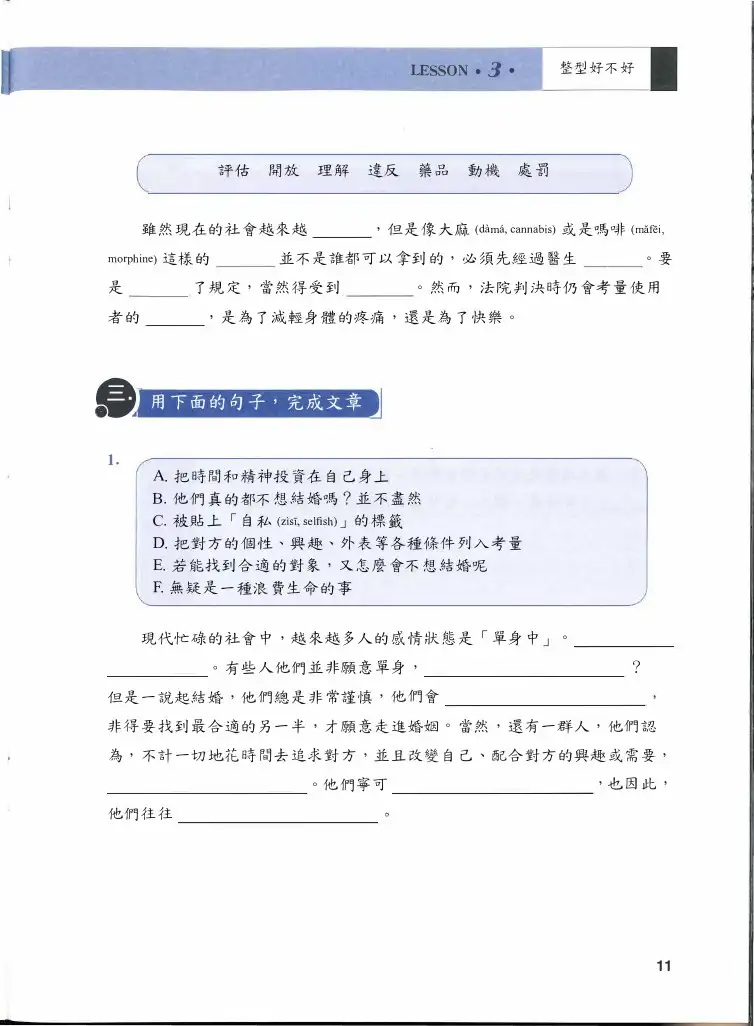 LESSON • 3 • 整型好不好
評估 開放 理解 違反 藥品 動機 處罰
雖然現在的社會越來越 ______，但是像大麻 (dàmá, cannabis) 或是嗎啡 (mǎfēi,
morphine) 這樣的 ______ 並不是誰都可以拿到的，必須先經過醫生 ______。要
是 ______ 了規定，當然得受到 ______。然而，法院判決時仍會考量使用
者的 ______，是為了減輕身體的疼痛，還是為了快樂。
三. 用下面的句子，完成文章
1.
A. 把時間和精神投資在自己身上
B. 他們真的都不想結婚嗎？並不盡然
C. 被貼上「自私 (zìsī, selfish)」的標籤
D. 把對方的個性、興趣、外表等各種條件列入考量
E. 若能找到合適的對象，又怎麼會不想結婚呢
F. 無疑是一種浪費生命的事
現代忙碌的社會中，越來越多人的感情狀態是「單身中」。__________
__________。有些人他們並非願意單身，____________________？
但是一說起結婚，他們總是非常謹慎，他們會 ____________________，
非得要找到最合適的另一半，才願意走進婚姻。當然，還有一群人，他們認
為，不計一切地花時間去追求對方，並且改變自己、配合對方的興趣或需要，
____________________。他們寧可 ____________________，也因此，
他們往往 ____________________。
11